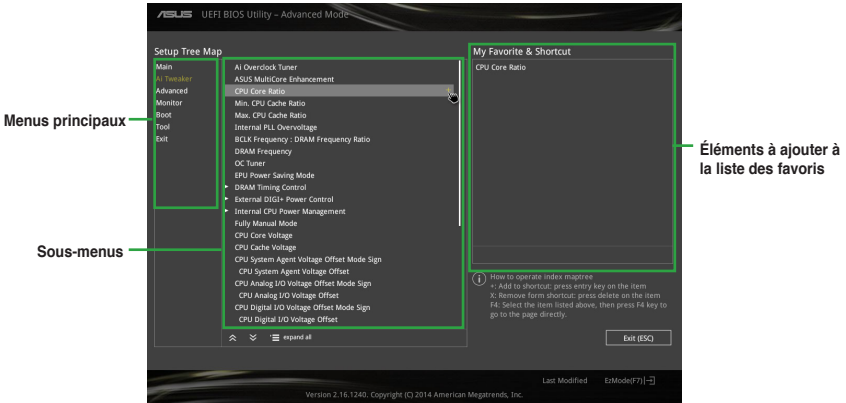 ASUS UEFI BIOS Utility – Advanced Mode
Setup Tree Map
Main
Ai Tweaker
Advanced
Monitor
Boot
Tool
Exit
Ai Overclock Tuner
ASUS MultiCore Enhancement
CPU Core Ratio
Min. CPU Cache Ratio
Max. CPU Cache Ratio
Internal PLL Overvoltage
BCLK Frequency : DRAM Frequency Ratio
DRAM Frequency
OC Tuner
EPU Power Saving Mode
DRAM Timing Control
External DIGI+ Power Control
Internal CPU Power Management
Fully Manual Mode
CPU Core Voltage
CPU Cache Voltage
CPU System Agent Voltage Offset Mode Sign
CPU System Agent Voltage Offset
CPU Analog I/O Voltage Offset Mode Sign
CPU Analog I/O Voltage Offset
CPU Digital I/O Voltage Offset Mode Sign
CPU Digital I/O Voltage Offset
expand all
My Favorite & Shortcut
CPU Core Ratio
How to operate index maptree
+: Add to shortcut: press entry key on the item
X: Remove form shortcut: press delete on the item
F4: Select the item listed above, then press F4 key to
go to the page directly.
Exit (ESC)
Last Modified EzMode(F7)
Version 2.16.1240. Copyright (C) 2014 American Megatrends, Inc.
Menus principaux
Sous-menus
Éléments à ajouter à
la liste des favoris